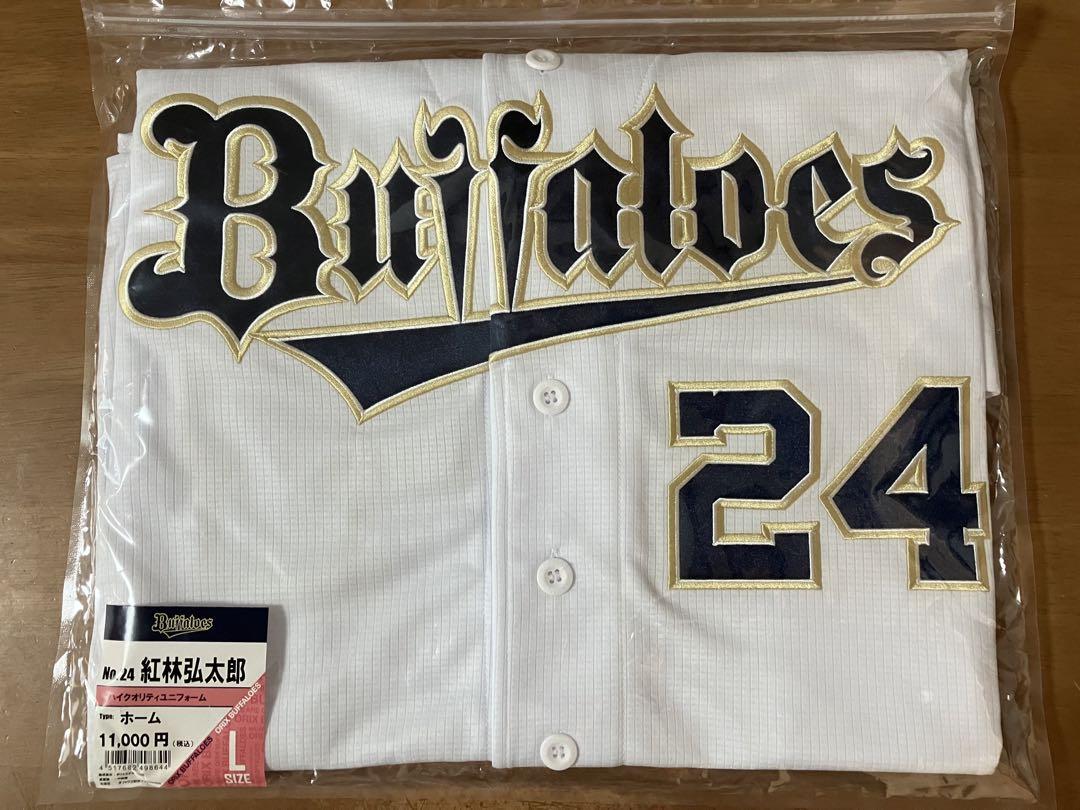 Buffaloes
24
Buffaloes
No.24 紅林弘太郎
ハイクオリティユニフォーム
Type: ホーム
11,000円(税込)
4517682498644
ORIX BUFFALOES
ORIX BUFFALOES
L
SIZE